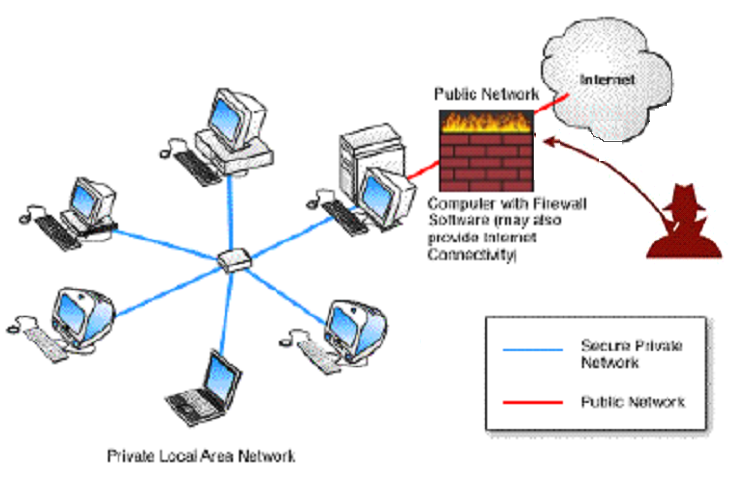 Internet
Public Network
Computer with Firewall
Software (may also
provide Internet
Connectivity)
Secure Private
Network
Public Network
Private Local Area Network